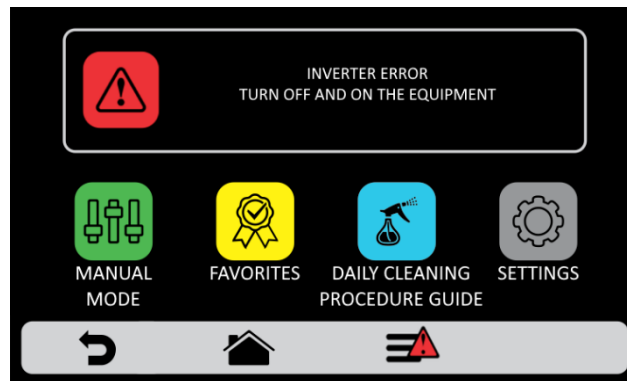 INVERTER ERROR
TURN OFF AND ON THE EQUIPMENT
MANUAL
MODE
FAVORITES
DAILY CLEANING
PROCEDURE GUIDE
SETTINGS